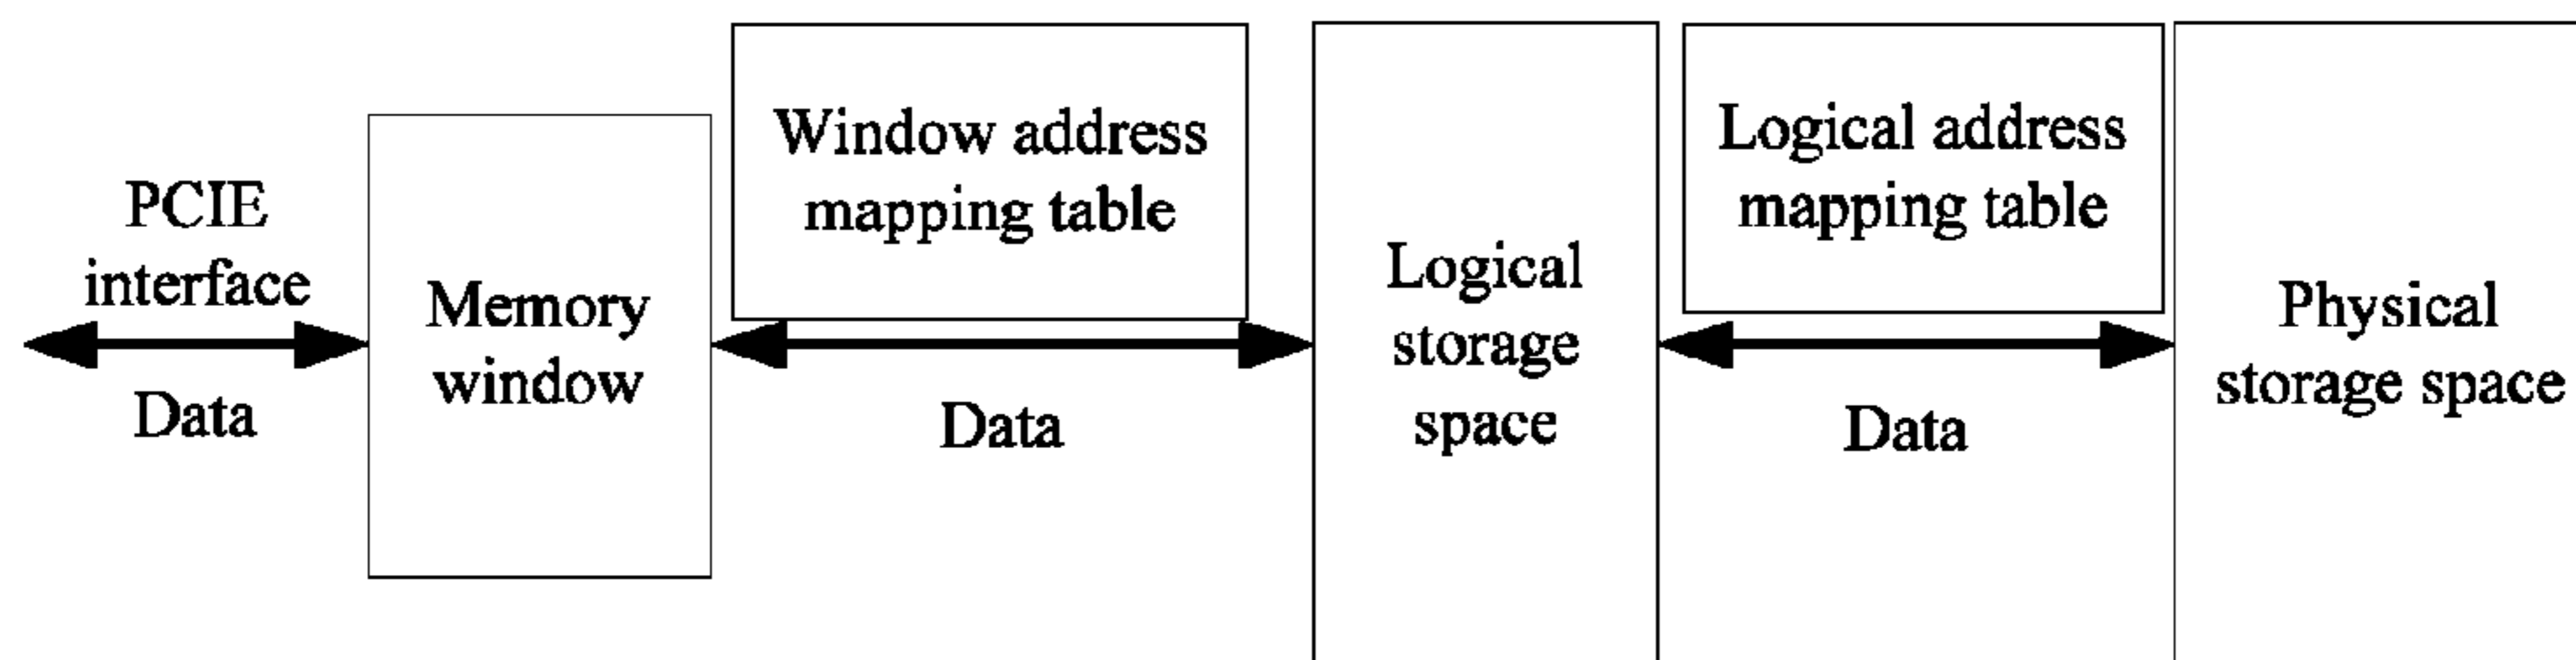 PCIE
interface
Data
Memory
window
Window address
mapping table
Data
Logical
storage
space
Logical address
mapping table
Data
Physical
storage space